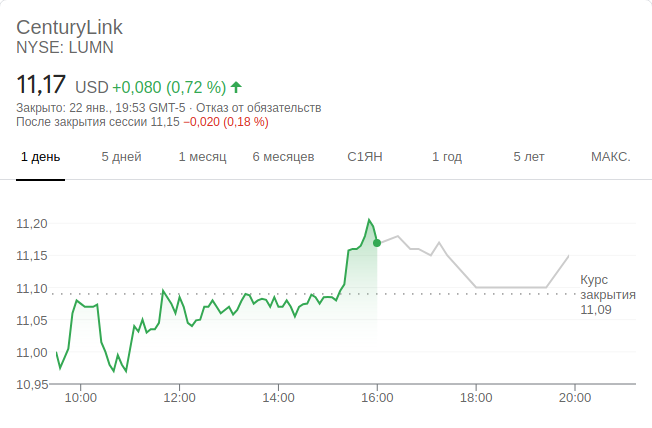 CenturyLink
NYSE: LUMN
11,17 USD +0,080 (0,72 %)
Закрыто: 22 янв., 19:53 GMT-5 · Отказ от обязательств
После закрытия сессии 11,15 −0,020 (0,18 %)
1 день 5 дней 1 месяц 6 месяцев С1ЯН 1 год 5 лет МАКС.
11,20
11,15
11,10
11,05
11,00
10,95
Курс
закрытия
11,09
10:00 12:00 14:00 16:00 18:00 20:00